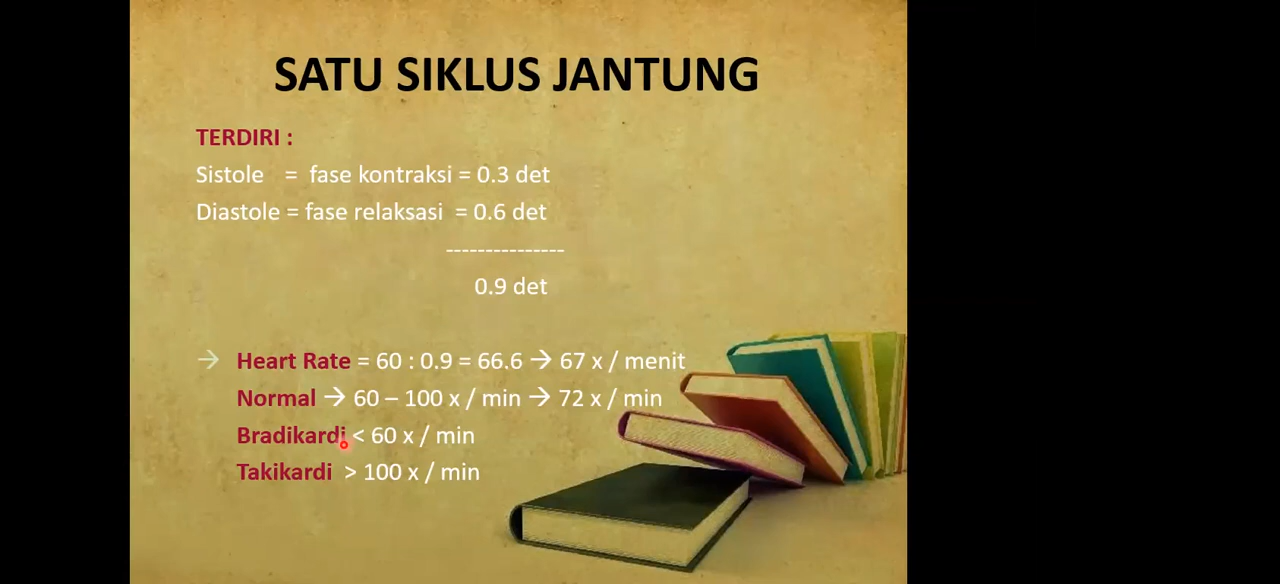 SATU SIKLUS JANTUNG
TERDIRI :
Sistole = fase kontraksi = 0.3 det
Diastole = fase relaksasi = 0.6 det
---------------
0.9 det
→ Heart Rate = 60 : 0.9 = 66.6 → 67 x / menit
Normal → 60 – 100 x / min → 72 x / min
Bradikardi < 60 x / min
Takikardi > 100 x / min